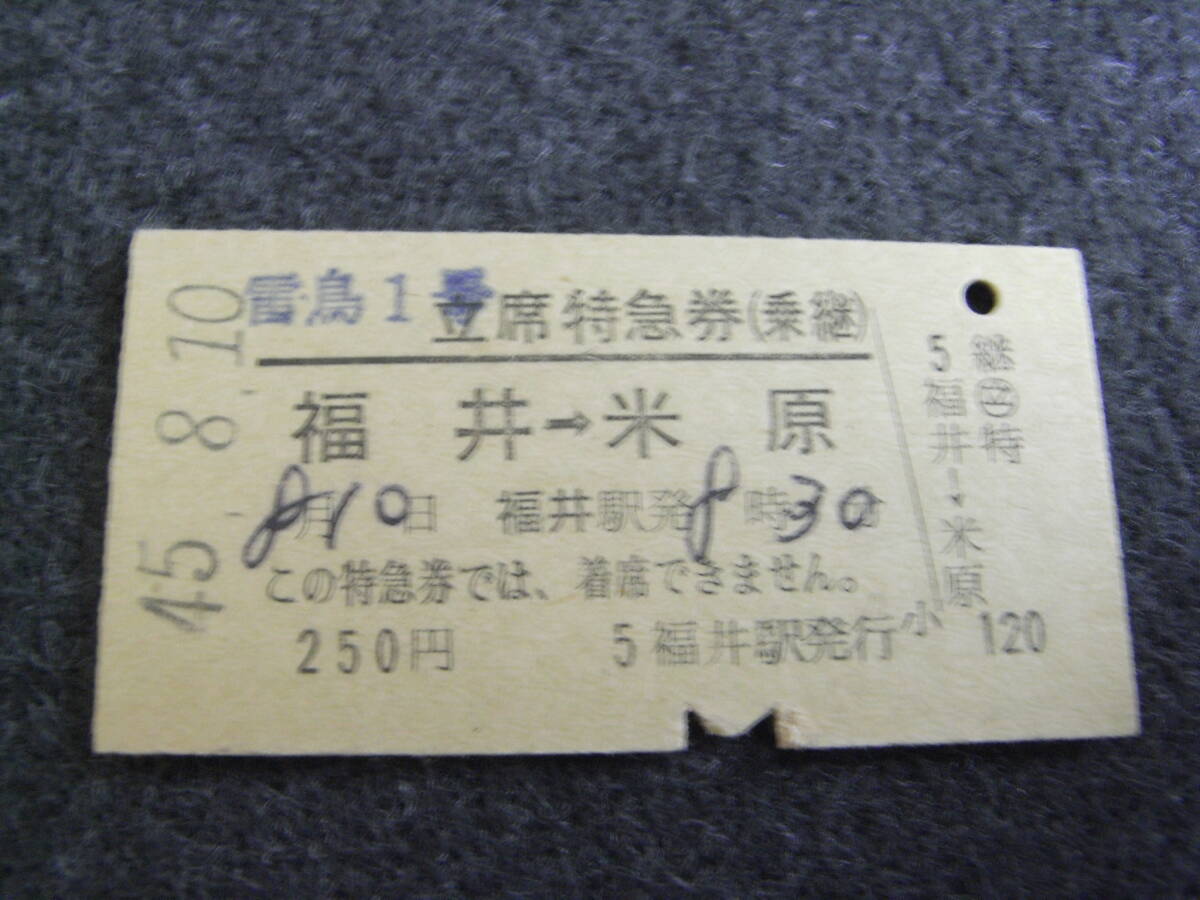 45.-8.10
雷鳥1号
立席特急券(乗継)
福井→米原
8月10日 福井駅発8時30分
この特急券では、着席できません。
250円 5福井駅発行
継㊣特
5福井→米原
小 120